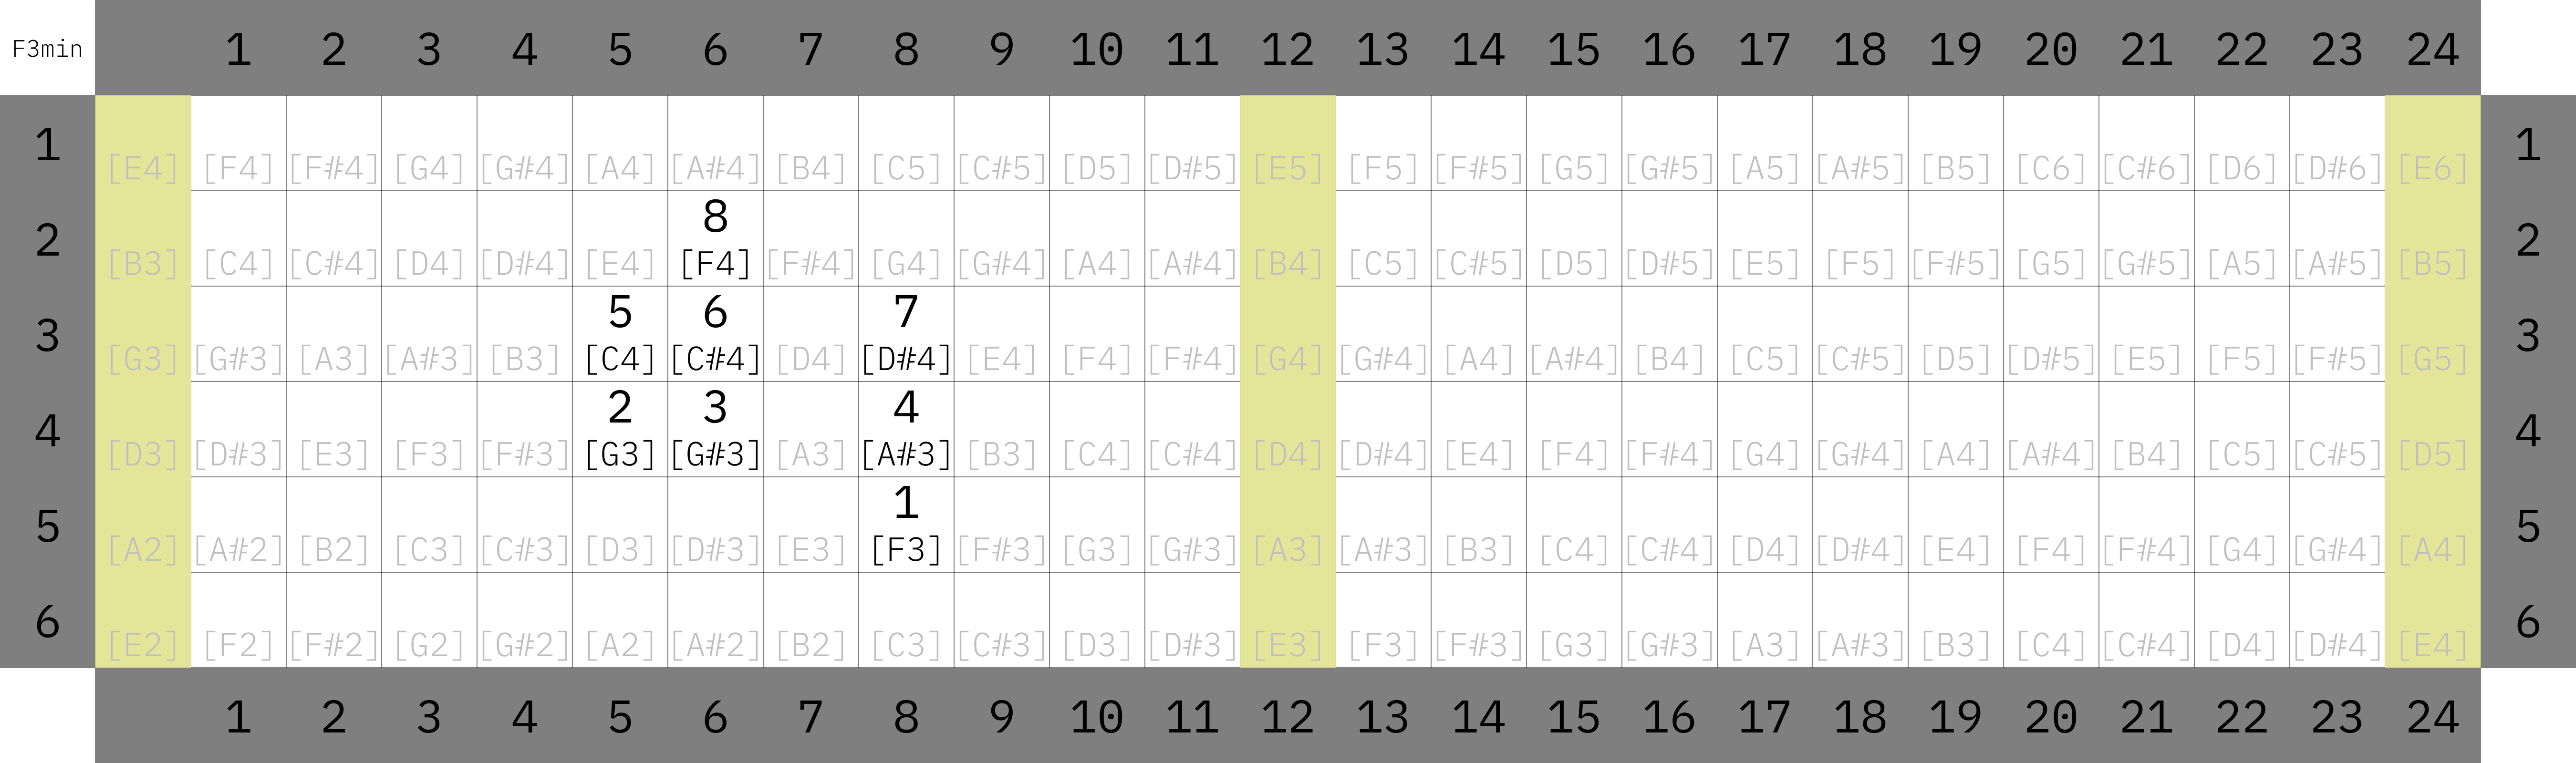 F3min 1 2 3 4 5 6 7 8 9 10 11 12 13 14 15 16 17 18 19 20 21 22 23 24
1 [E4] [F4] [F#4] [G4] [G#4] [A4] [A#4] [B4] [C5] [C#5] [D5] [D#5] [E5] [F5] [F#5] [G5] [G#5] [A5] [A#5] [B5] [C6] [C#6] [D6] [D#6] [E6] 1
8
2 [B3] [C4] [C#4] [D4] [D#4] [E4] [F4] [F#4] [G4] [G#4] [A4] [A#4] [B4] [C5] [C#5] [D5] [D#5] [E5] [F5] [F#5] [G5] [G#5] [A5] [A#5] [B5] 2
5 6 7
3 [G3] [G#3] [A3] [A#3] [B3] [C4] [C#4] [D4] [D#4] [E4] [F4] [F#4] [G4] [G#4] [A4] [A#4] [B4] [C5] [C#5] [D5] [D#5] [E5] [F5] [F#5] [G5] 3
2 3 4
4 [D3] [D#3] [E3] [F3] [F#3] [G3] [G#3] [A3] [A#3] [B3] [C4] [C#4] [D4] [D#4] [E4] [F4] [F#4] [G4] [G#4] [A4] [A#4] [B4] [C5] [C#5] [D5] 4
1
5 [A2] [A#2] [B2] [C3] [C#3] [D3] [D#3] [E3] [F3] [F#3] [G3] [G#3] [A3] [A#3] [B3] [C4] [C#4] [D4] [D#4] [E4] [F4] [F#4] [G4] [G#4] [A4] 5
6 [E2] [F2] [F#2] [G2] [G#2] [A2] [A#2] [B2] [C3] [C#3] [D3] [D#3] [E3] [F3] [F#3] [G3] [G#3] [A3] [A#3] [B3] [C4] [C#4] [D4] [D#4] [E4] 6
1 2 3 4 5 6 7 8 9 10 11 12 13 14 15 16 17 18 19 20 21 22 23 24